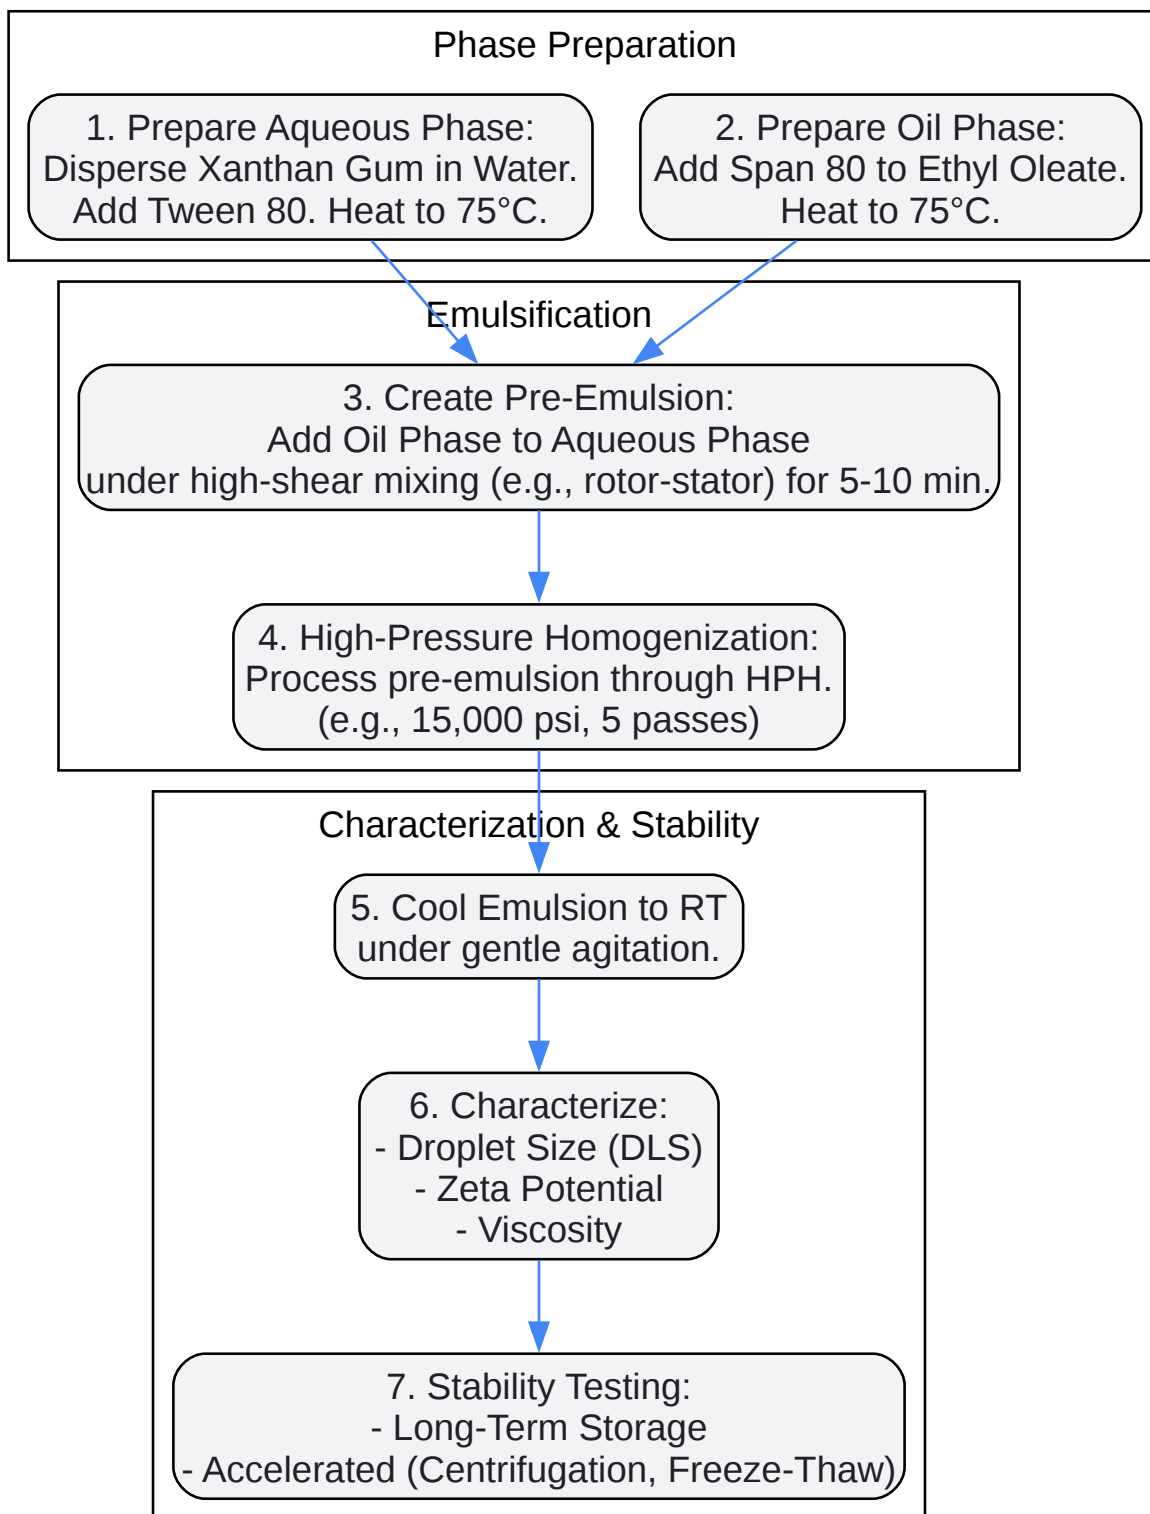 Phase Preparation
1. Prepare Aqueous Phase:
Disperse Xanthan Gum in Water.
Add Tween 80. Heat to 75°C.
2. Prepare Oil Phase:
Add Span 80 to Ethyl Oleate.
Heat to 75°C.
Emulsification
3. Create Pre-Emulsion:
Add Oil Phase to Aqueous Phase
under high-shear mixing (e.g., rotor-stator) for 5-10 min.
4. High-Pressure Homogenization:
Process pre-emulsion through HPH.
(e.g., 15,000 psi, 5 passes)
Characterization & Stability
5. Cool Emulsion to RT
under gentle agitation.
6. Characterize:
- Droplet Size (DLS)
- Zeta Potential
- Viscosity
7. Stability Testing:
- Long-Term Storage
- Accelerated (Centrifugation, Freeze-Thaw)